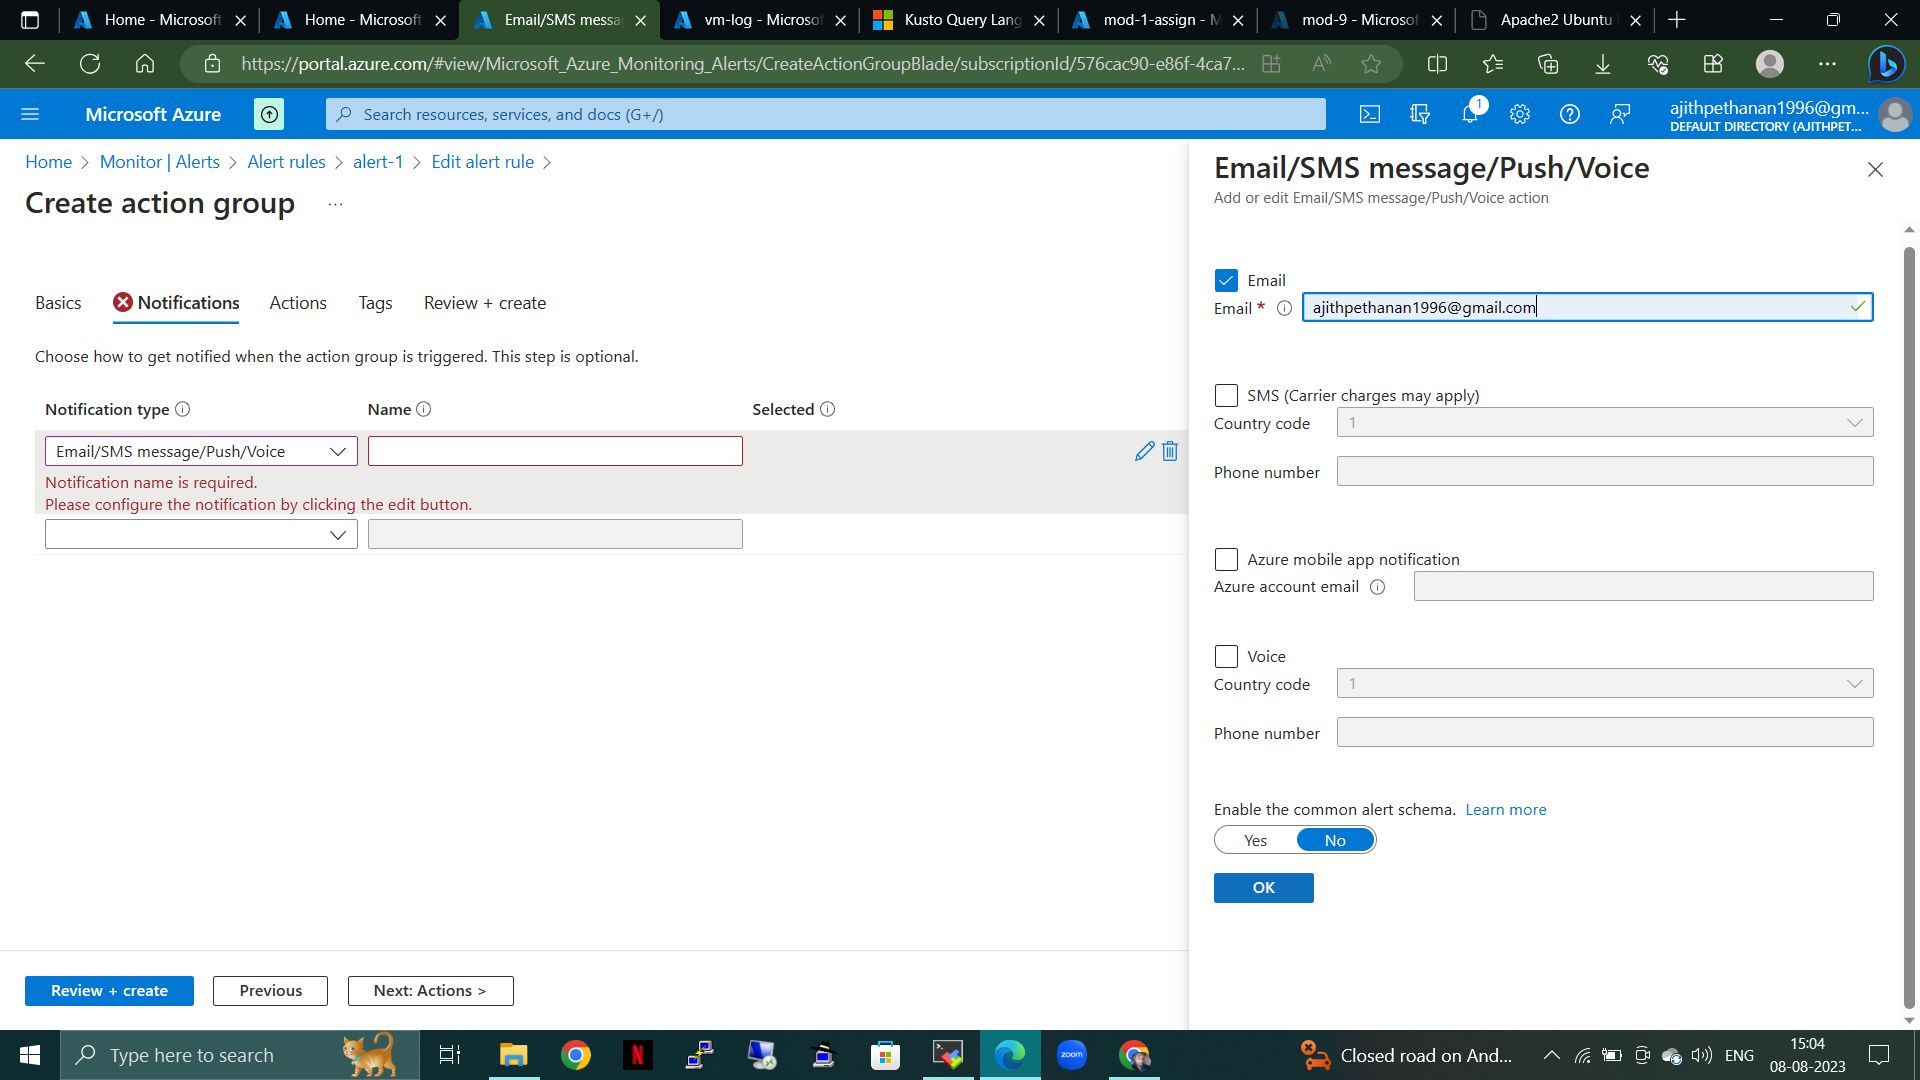 Home - Microsoft
Home - Microsoft
Email/SMS messa
vm-log - Microsof
Kusto Query Lang
mod-1-assign - M
mod-9 - Microsof
Apache2 Ubuntu
https://portal.azure.com/#view/Microsoft_Azure_Monitoring_Alerts/CreateActionGroupBlade/subscriptionId/576cac90-e86f-4ca7...
Microsoft Azure
Search resources, services, and docs (G+/)
1
ajithpethanan1996@gm...
DEFAULT DIRECTORY (AJITHPET...
Home > Monitor | Alerts > Alert rules > alert-1 > Edit alert rule >
Create action group ...
Basics
Notifications
Actions
Tags
Review + create
Choose how to get notified when the action group is triggered. This step is optional.
Notification type
Name
Selected
Email/SMS message/Push/Voice
Notification name is required.
Please configure the notification by clicking the edit button.
Review + create
Previous
Next: Actions >
Email/SMS message/Push/Voice
Add or edit Email/SMS message/Push/Voice action
Email
Email * ajithpethanan1996@gmail.com
SMS (Carrier charges may apply)
Country code 1
Phone number
Azure mobile app notification
Azure account email
Voice
Country code 1
Phone number
Enable the common alert schema. Learn more
Yes No
OK
Type here to search
N
zoom
Closed road on And...
ENG
15:04
08-08-2023